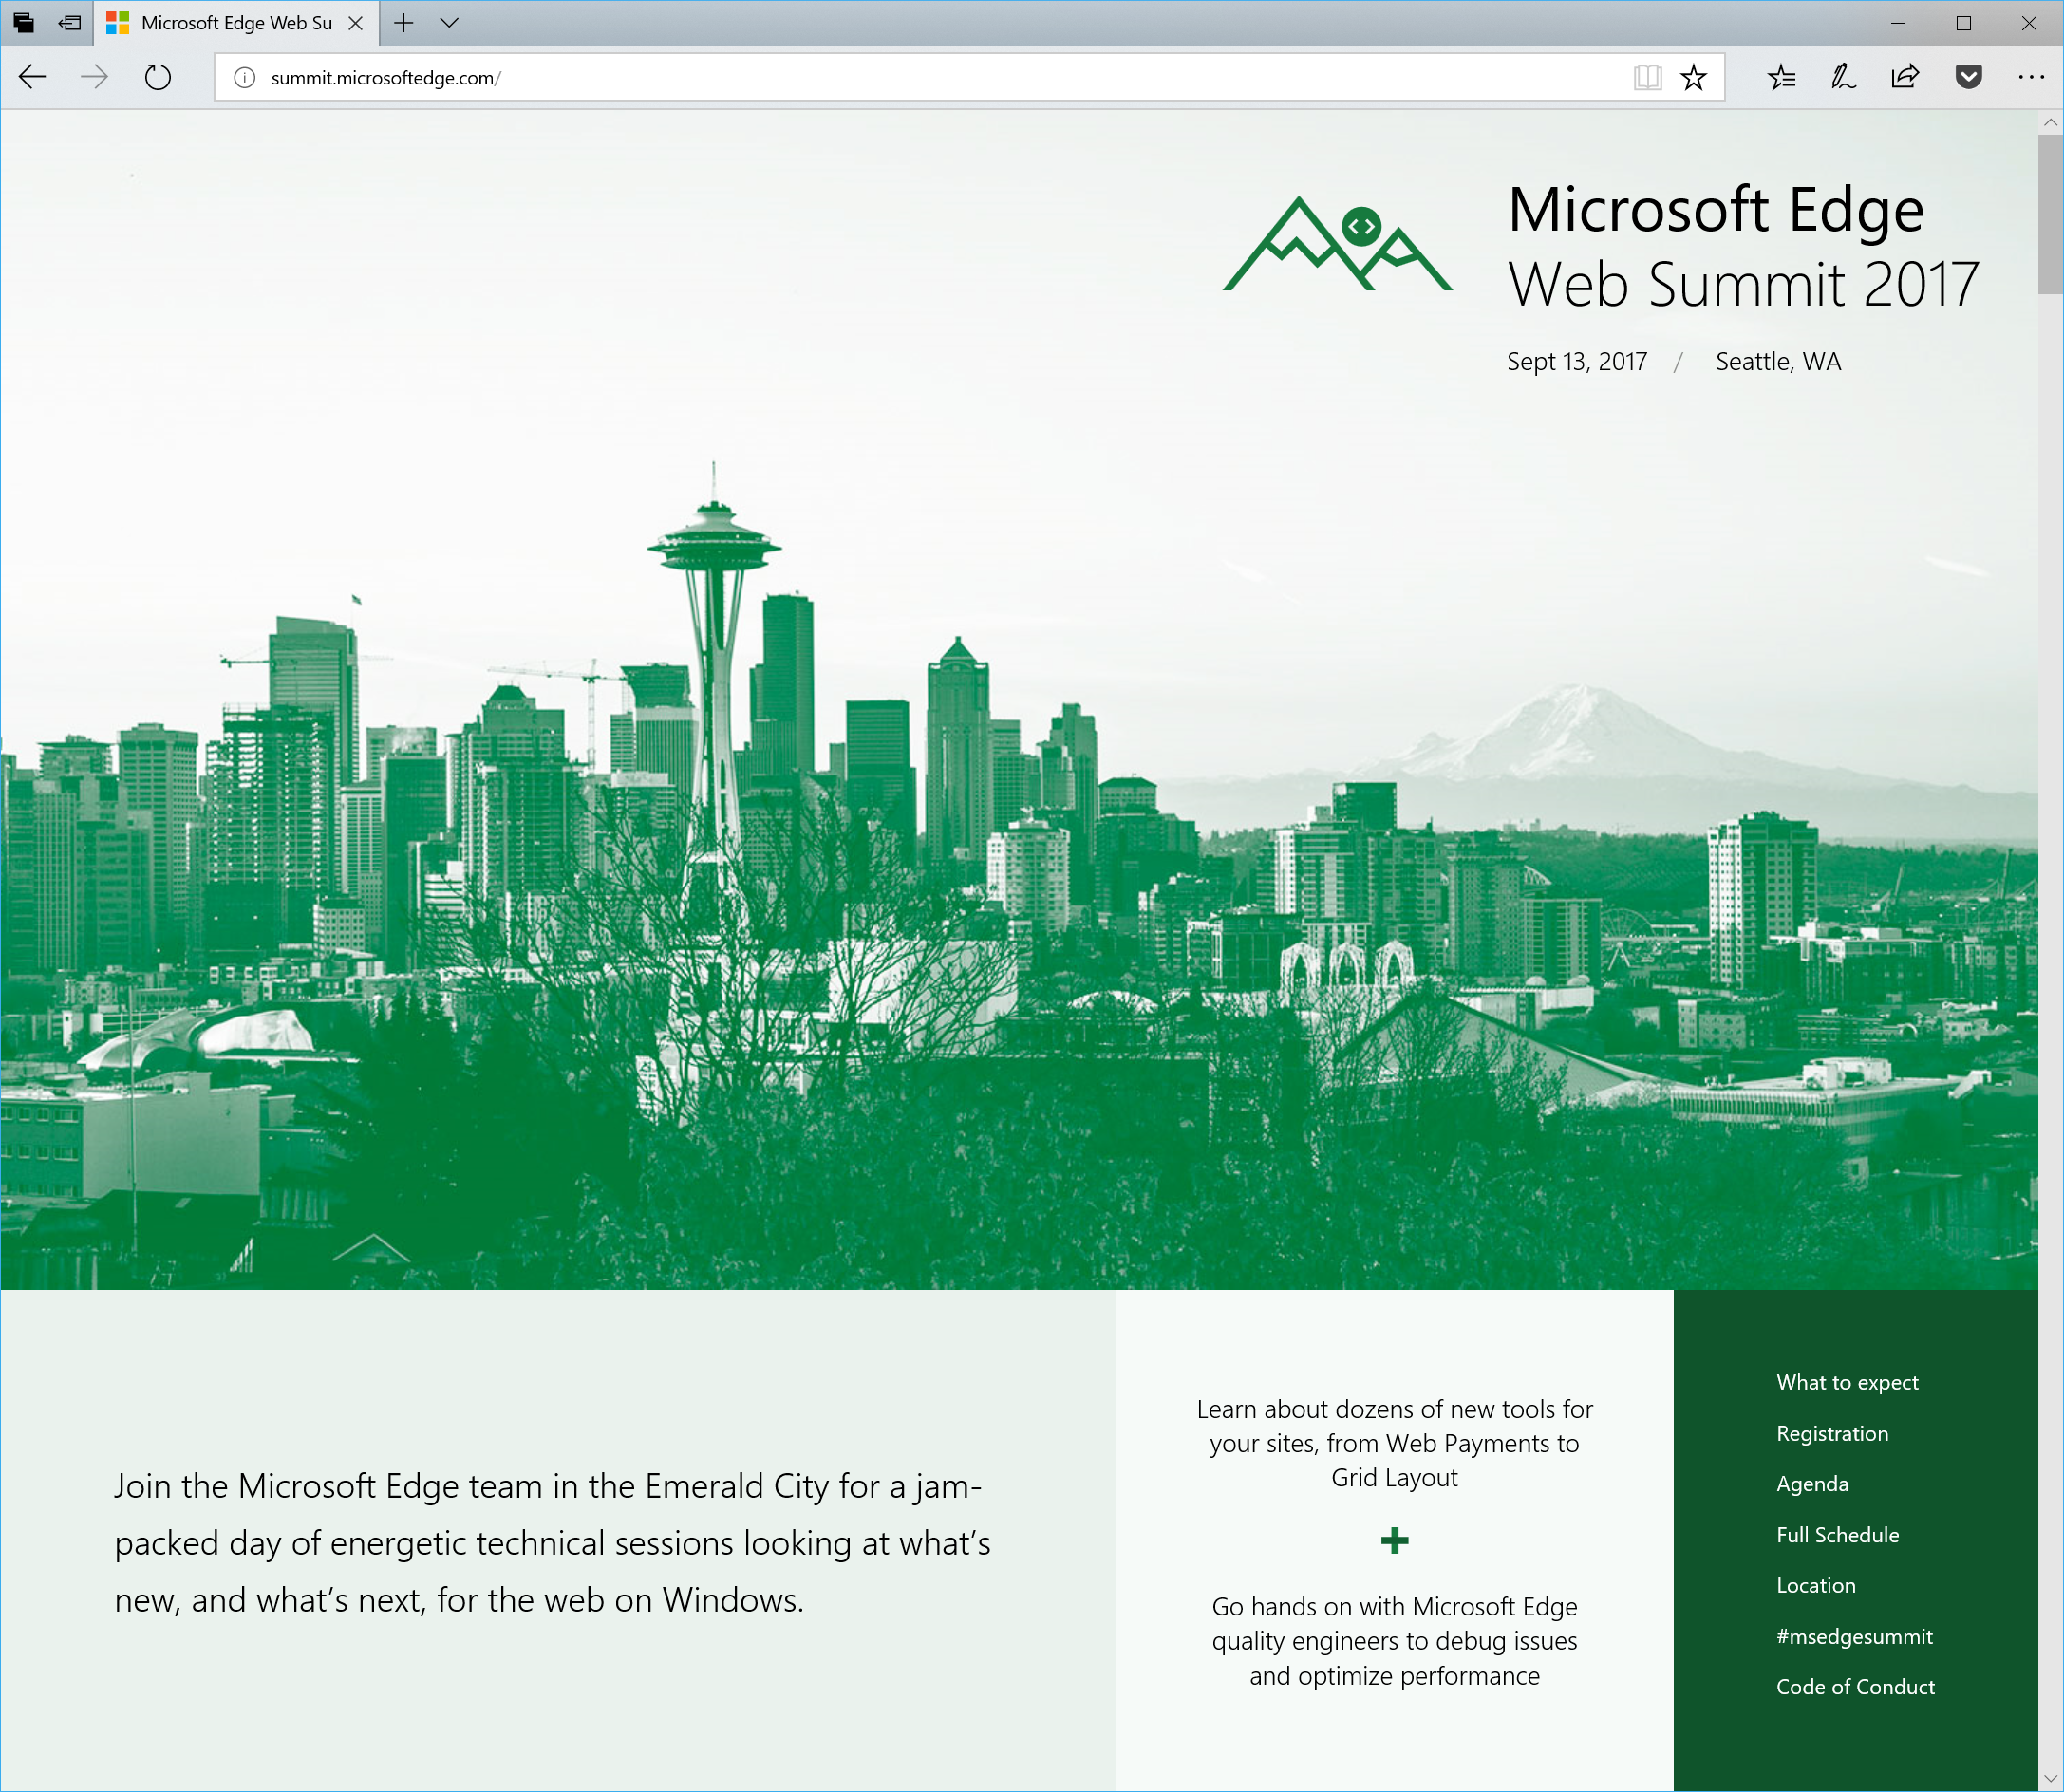 Microsoft Edge Web Su
summit.microsoftedge.com/
Microsoft Edge
Web Summit 2017
Sept 13, 2017 / Seattle, WA
Join the Microsoft Edge team in the Emerald City for a jam-
packed day of energetic technical sessions looking at what's
new, and what's next, for the web on Windows.
Learn about dozens of new tools for
your sites, from Web Payments to
Grid Layout
Go hands on with Microsoft Edge
quality engineers to debug issues
and optimize performance
What to expect
Registration
Agenda
Full Schedule
Location
#msedgesummit
Code of Conduct